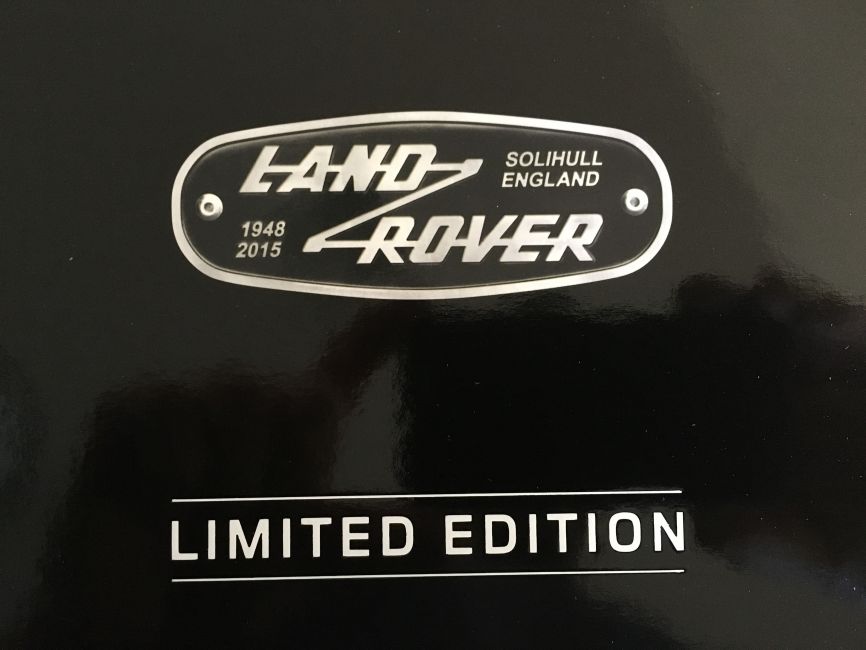 LAND
SOLIHULL
ENGLAND
1948
2015
ROVER
LIMITED EDITION